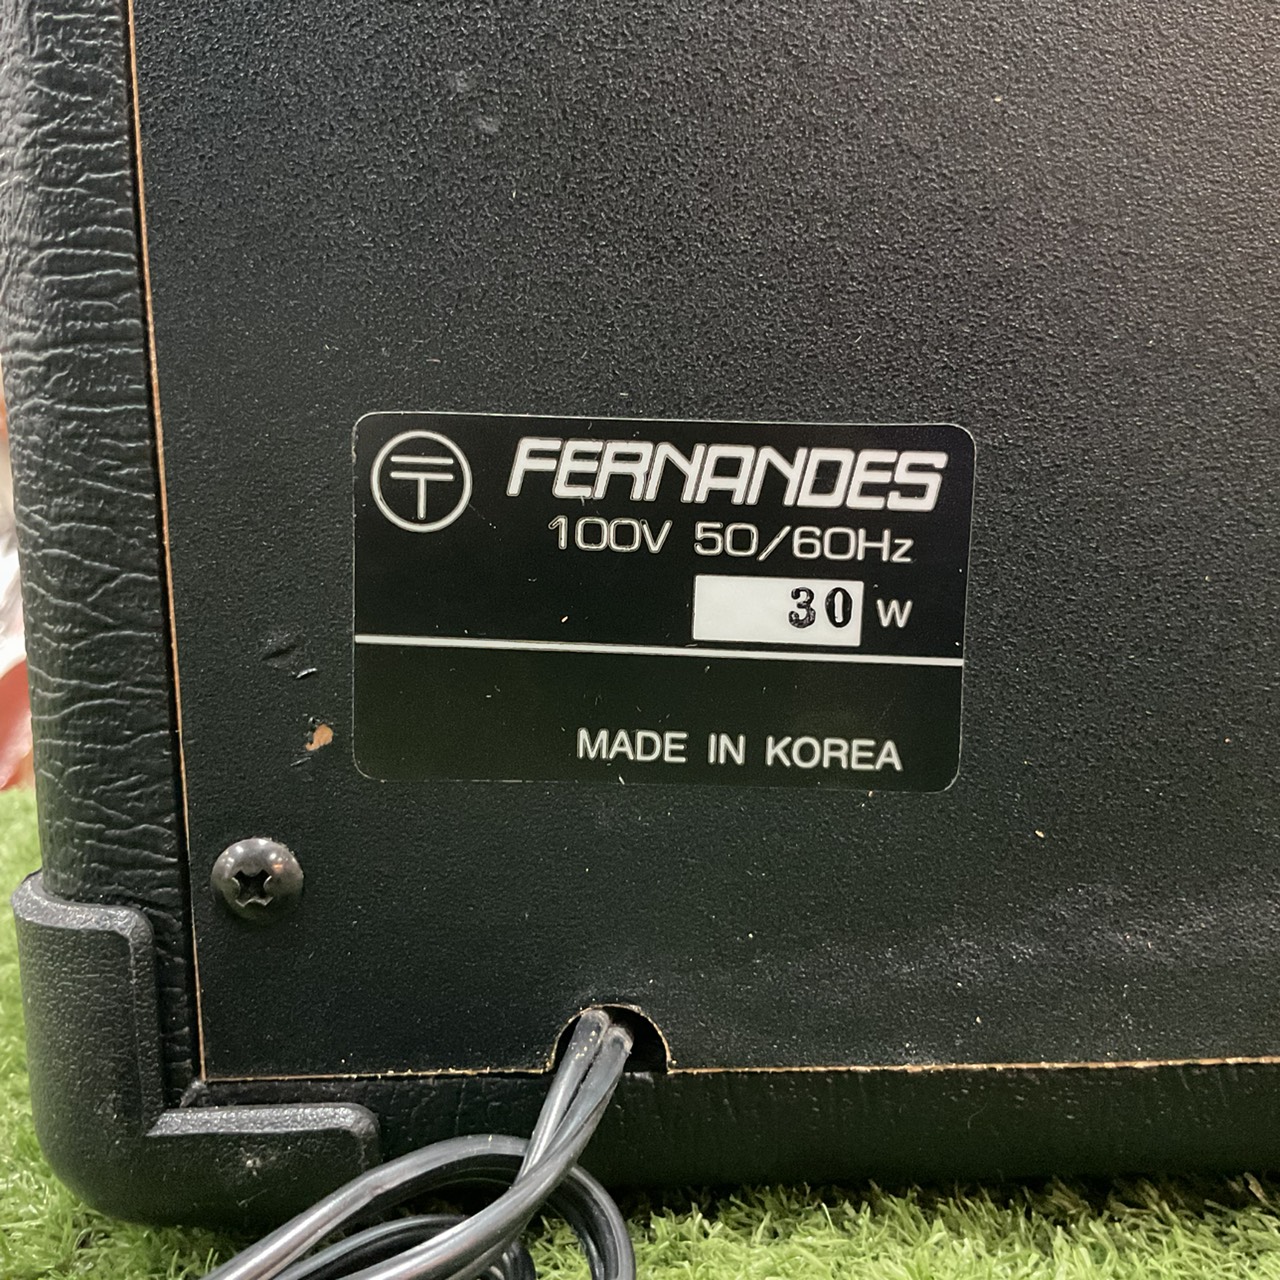 FERNANDES
100V 50/60Hz
30 W
MADE IN KOREA